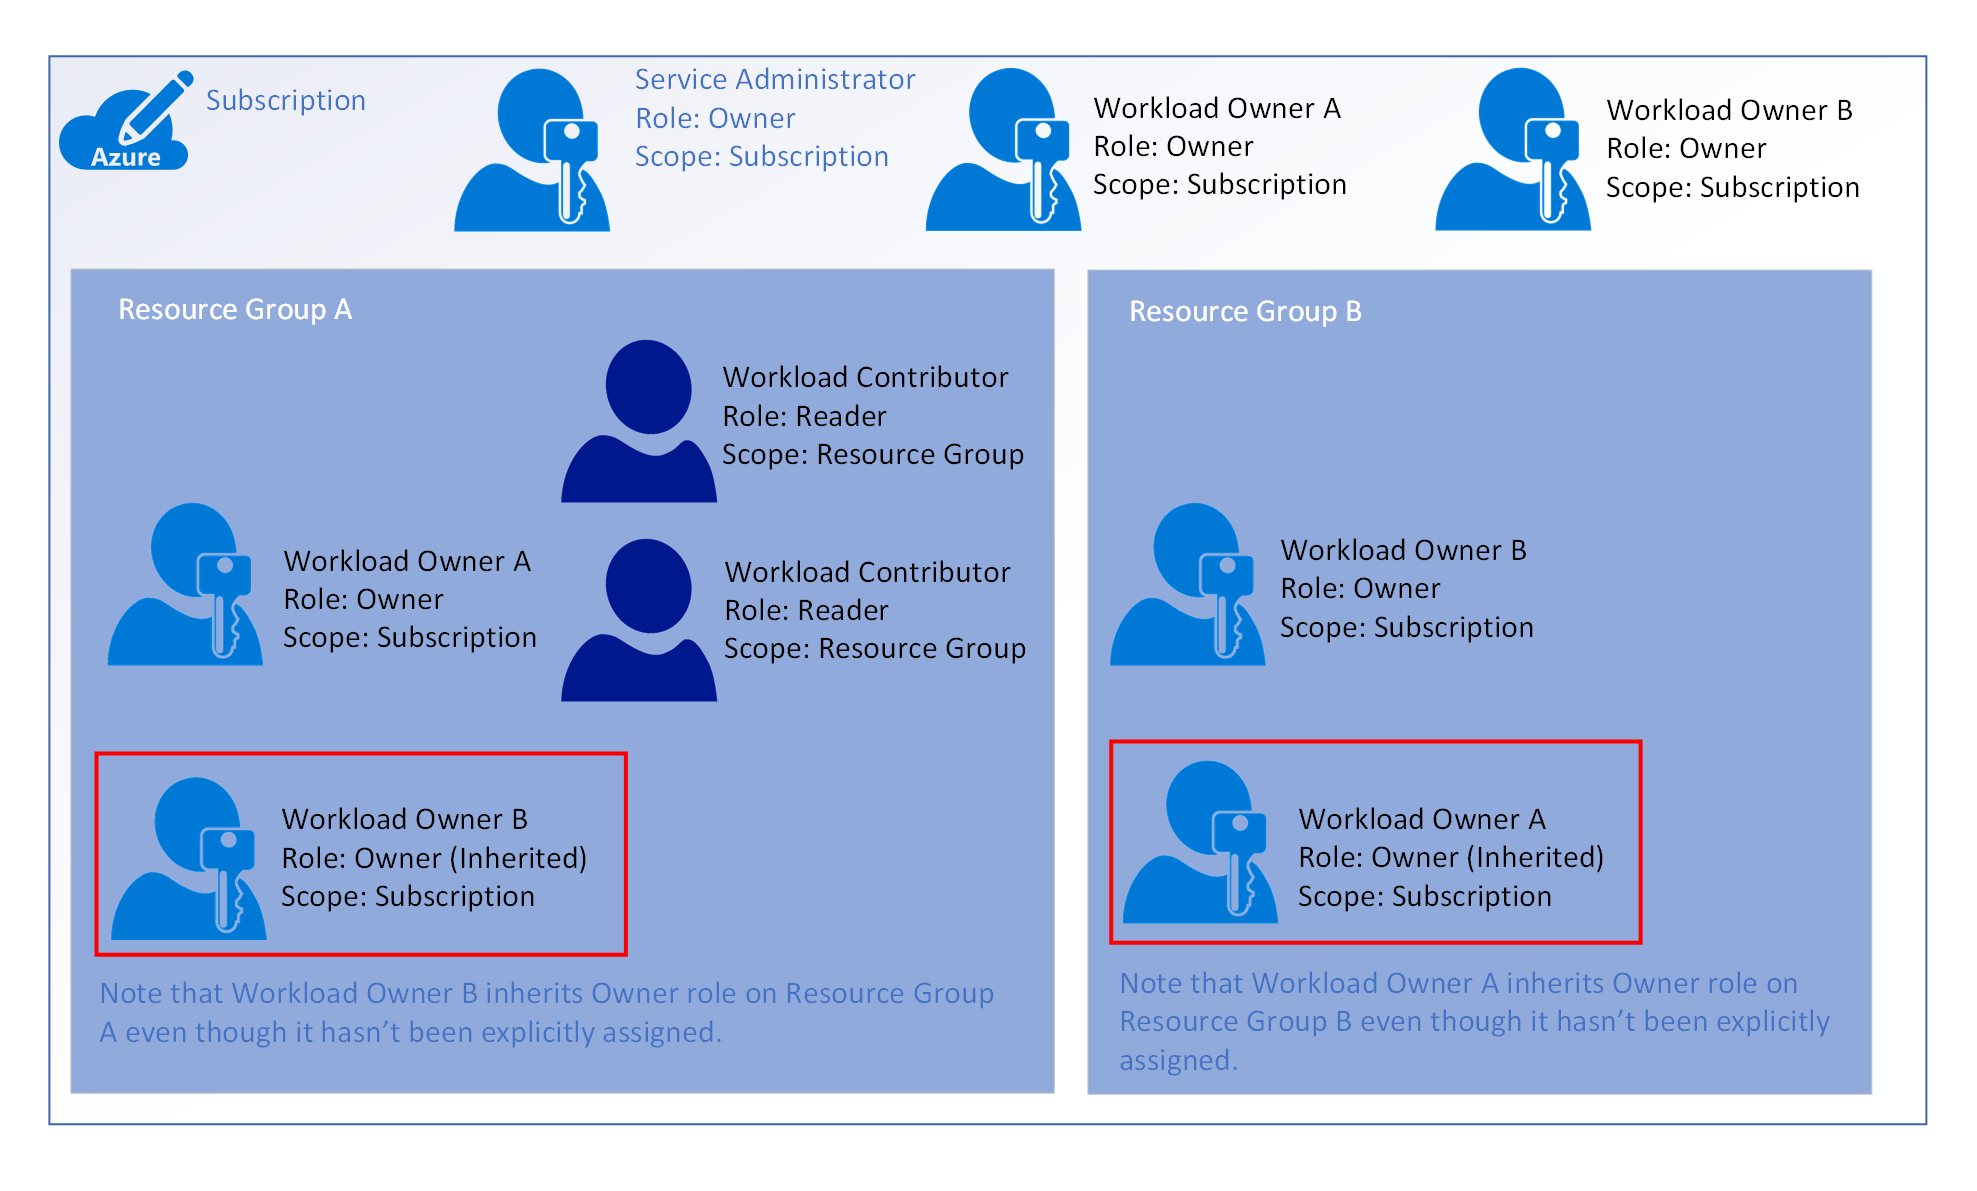 Azure
Subscription
Service Administrator
Role: Owner
Scope: Subscription
Workload Owner A
Role: Owner
Scope: Subscription
Workload Owner B
Role: Owner
Scope: Subscription
Resource Group A
Workload Contributor
Role: Reader
Scope: Resource Group
Workload Owner A
Role: Owner
Scope: Subscription
Workload Contributor
Role: Reader
Scope: Resource Group
Workload Owner B
Role: Owner (Inherited)
Scope: Subscription
Note that Workload Owner B inherits Owner role on Resource Group
A even though it hasn’t been explicitly assigned.
Resource Group B
Workload Owner B
Role: Owner
Scope: Subscription
Workload Owner A
Role: Owner (Inherited)
Scope: Subscription
Note that Workload Owner A inherits Owner role on
Resource Group B even though it hasn’t been explicitly
assigned.